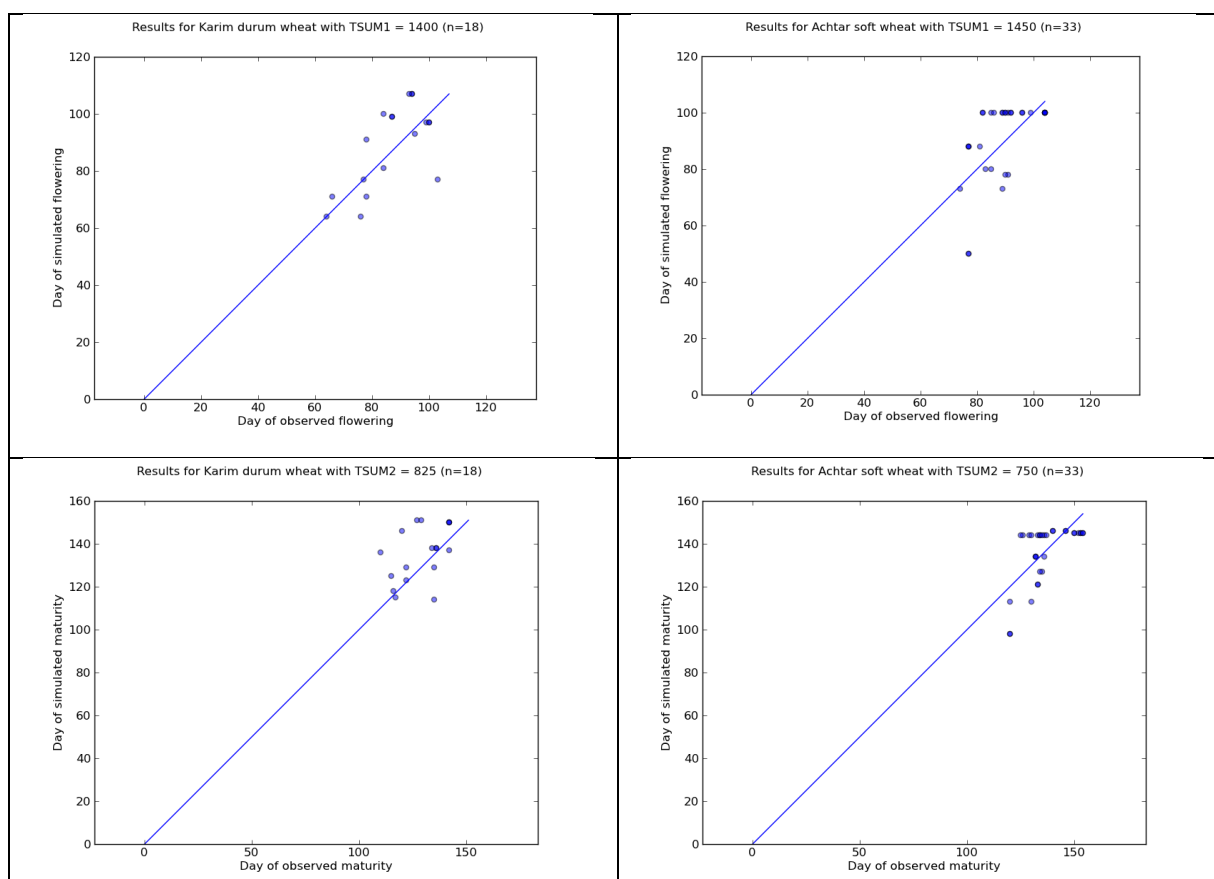 Results for Karim durum wheat with TSUM1 = 1400 (n=18)
120
100
80
60
40
20
0
Day of simulated flowering
0 20 40 60 80 100 120
Day of observed flowering
Results for Achtar soft wheat with TSUM1 = 1450 (n=33)
120
100
80
60
40
20
0
Day of simulated flowering
0 20 40 60 80 100 120
Day of observed flowering
Results for Karim durum wheat with TSUM2 = 825 (n=18)
160
140
120
100
80
60
40
20
0
Day of simulated maturity
0 50 100 150
Day of observed maturity
Results for Achtar soft wheat with TSUM2 = 750 (n=33)
160
140
120
100
80
60
40
20
0
Day of simulated maturity
0 50 100 150
Day of observed maturity